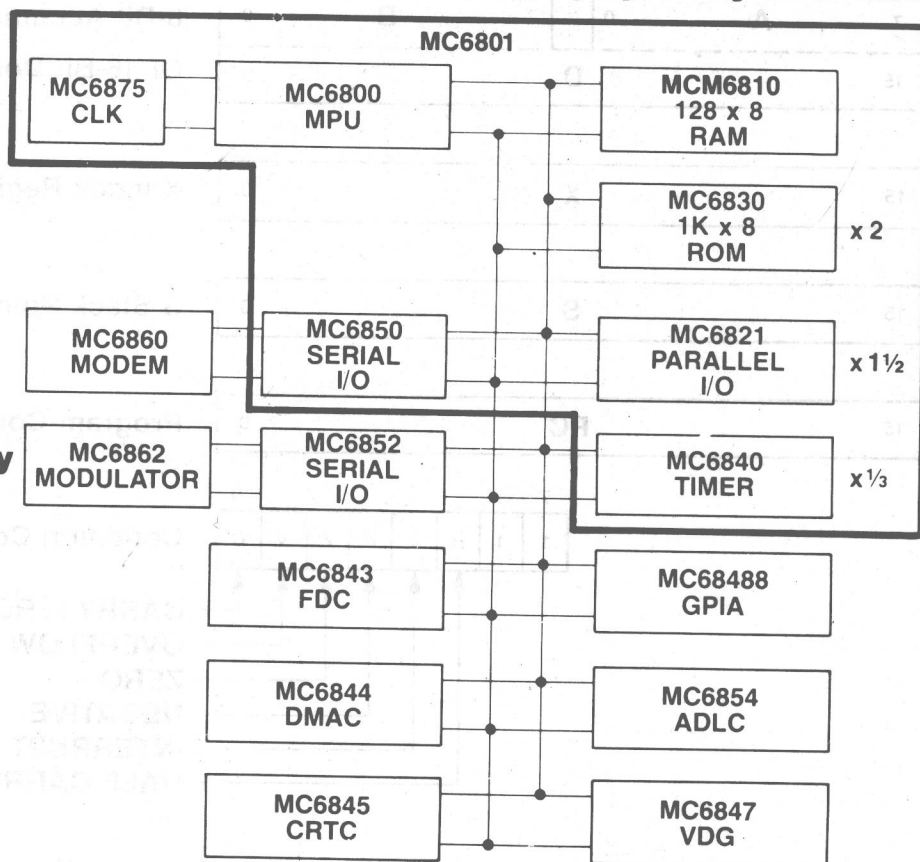 MC6801
MC6875
CLK
MC6800
MPU
MCM6810
128 x 8
RAM
MC6830
1K x 8
ROM
x 2
MC6860
MODEM
MC6850
SERIAL
I/O
MC6821
PARALLEL
I/O
x 1½
MC6862
MODULATOR
MC6852
SERIAL
I/O
MC6840
TIMER
x ⅓
MC6843
FDC
MC68488
GPIA
MC6844
DMAC
MC6854
ADLC
MC6845
CRTC
MC6847
VDG